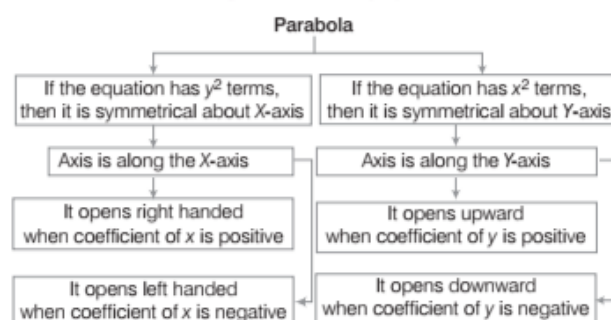 Parabola
If the equation has y² terms,
then it is symmetrical about X-axis
If the equation has x² terms,
then it is symmetrical about Y-axis
Axis is along the X-axis
Axis is along the Y-axis
It opens right handed
when coefficient of x is positive
It opens upward
when coefficient of y is positive
It opens left handed
when coefficient of x is negative
It opens downward
when coefficient of y is negative